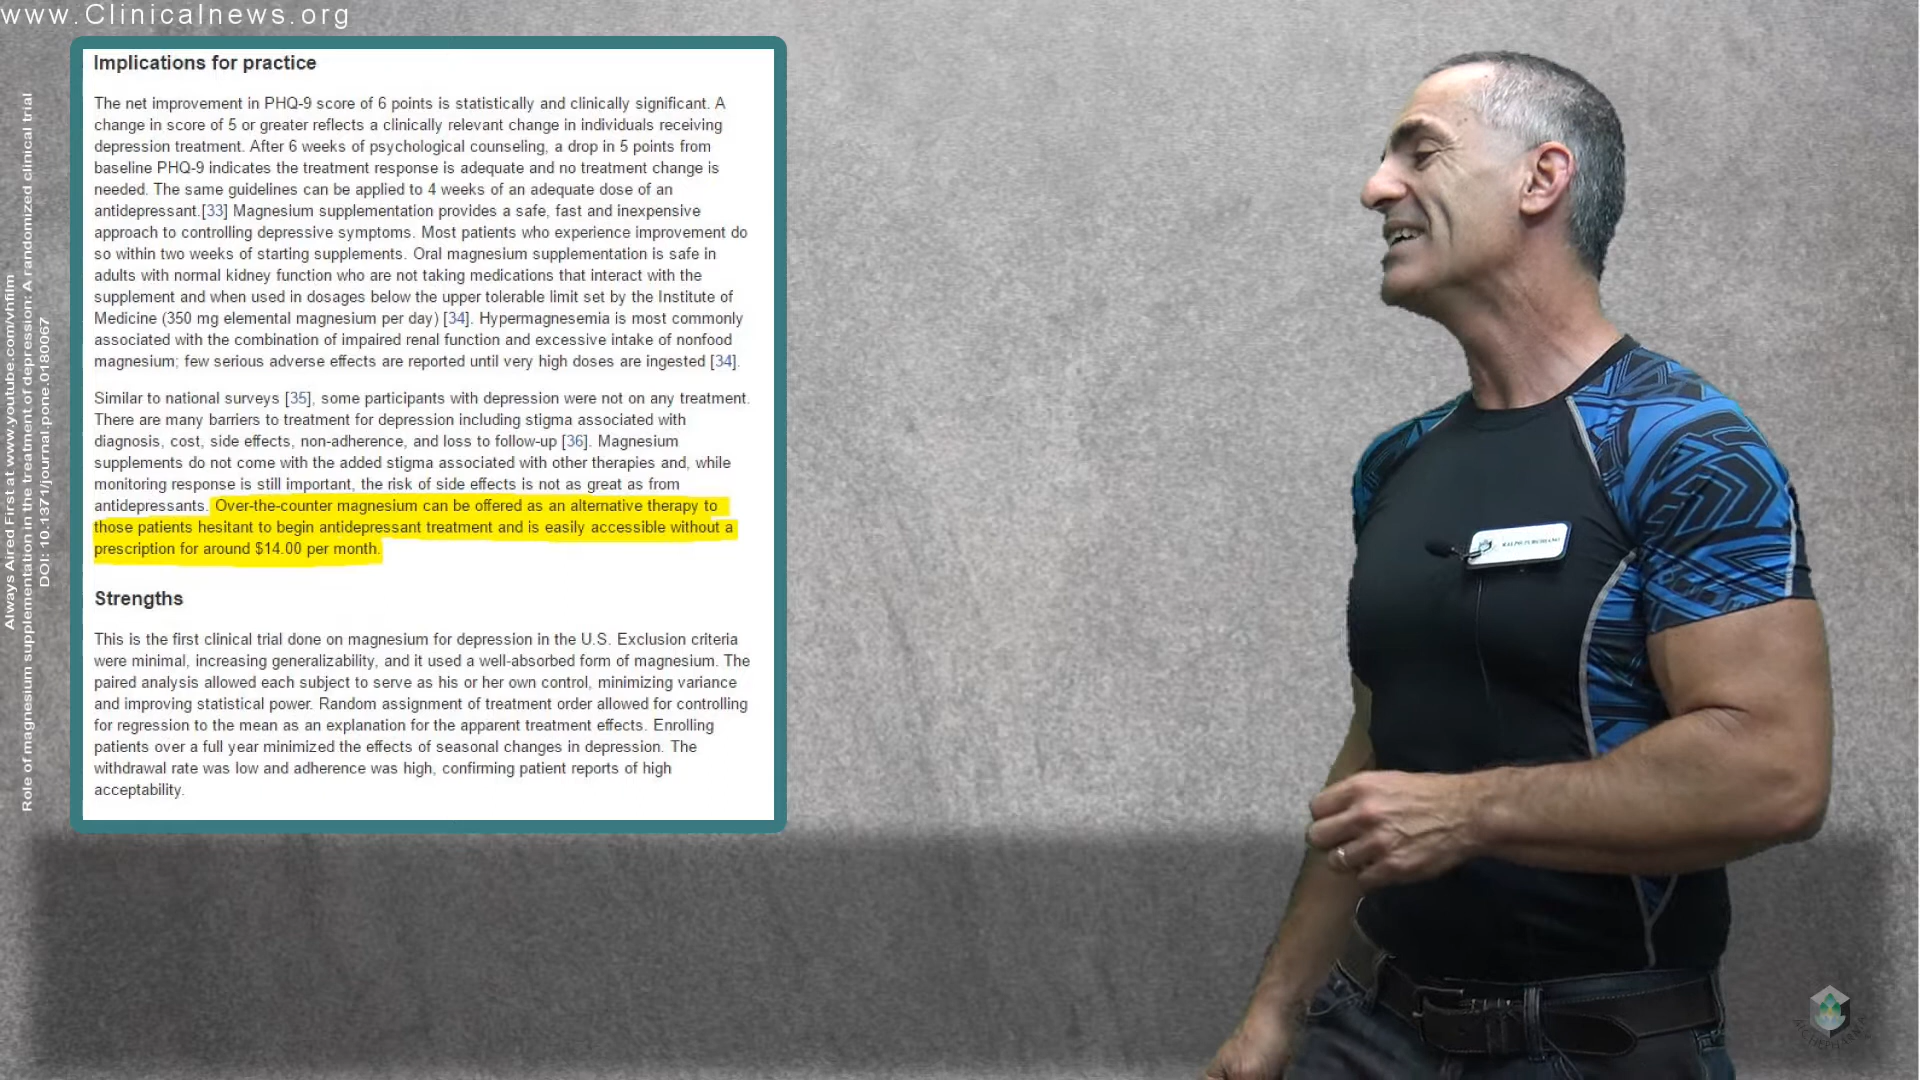 www.Clinicalnews.org
Always Aired First at www.youtube.com/vhfilm
Role of magnesium supplementation in the treatment of depression: A randomized clinical trial
DOI: 10.1371/journal.pone.0180067
Implications for practice
The net improvement in PHQ-9 score of 6 points is statistically and clinically significant. A
change in score of 5 or greater reflects a clinically relevant change in individuals receiving
depression treatment. After 6 weeks of psychological counseling, a drop in 5 points from
baseline PHQ-9 indicates the treatment response is adequate and no treatment change is
needed. The same guidelines can be applied to 4 weeks of an adequate dose of an
antidepressant.[33] Magnesium supplementation provides a safe, fast and inexpensive
approach to controlling depressive symptoms. Most patients who experience improvement do
so within two weeks of starting supplements. Oral magnesium supplementation is safe in
adults with normal kidney function who are not taking medications that interact with the
supplement and when used in dosages below the upper tolerable limit set by the Institute of
Medicine (350 mg elemental magnesium per day) [34]. Hypermagnesemia is most commonly
associated with the combination of impaired renal function and excessive intake of nonfood
magnesium; few serious adverse effects are reported until very high doses are ingested [34].
Similar to national surveys [35], some participants with depression were not on any treatment.
There are many barriers to treatment for depression including stigma associated with
diagnosis, cost, side effects, non-adherence, and loss to follow-up [36]. Magnesium
supplements do not come with the added stigma associated with other therapies and, while
monitoring response is still important, the risk of side effects is not as great as from
antidepressants. Over-the-counter magnesium can be offered as an alternative therapy to
those patients hesitant to begin antidepressant treatment and is easily accessible without a
prescription for around $14.00 per month.
Strengths
This is the first clinical trial done on magnesium for depression in the U.S. Exclusion criteria
were minimal, increasing generalizability, and it used a well-absorbed form of magnesium. The
paired analysis allowed each subject to serve as his or her own control, minimizing variance
and improving statistical power. Random assignment of treatment order allowed for controlling
for regression to the mean as an explanation for the apparent treatment effects. Enrolling
patients over a full year minimized the effects of seasonal changes in depression. The
withdrawal rate was low and adherence was high, confirming patient reports of high
acceptability.